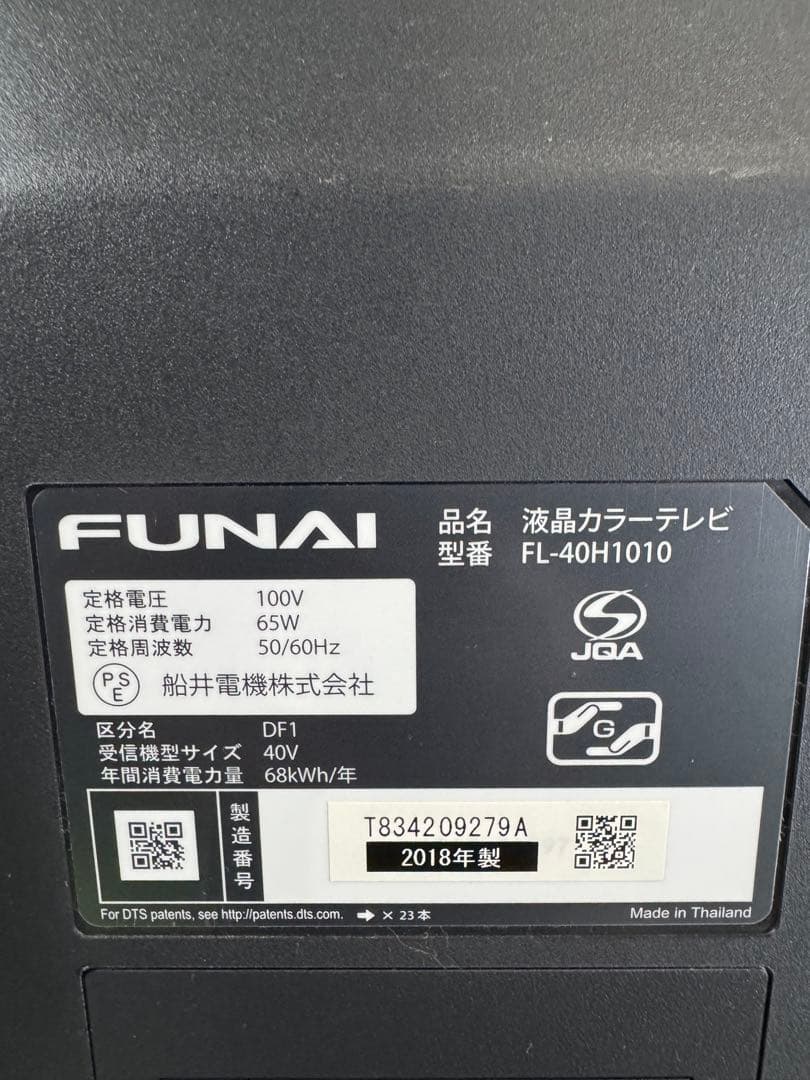 FUNAI
品名 液晶カラーテレビ
型番 FL-40H1010
定格電圧 100V
定格消費電力 65W
定格周波数 50/60Hz
PSE 船井電機株式会社
JQA
G
区分名 DF1
受信機型サイズ 40V
年間消費電力量 68kWh/年
製造番号
T834209279A
2018年製
For DTS patents, see http://patents.dts.com. ➡ × 23 本
Made in Thailand